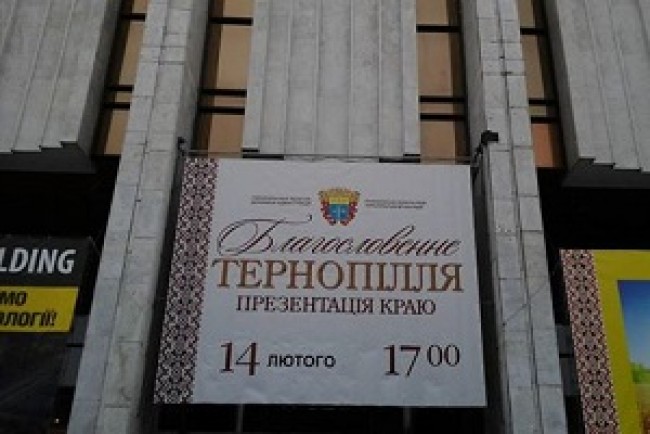 Благословенне
ТЕРНОПІЛЛЯ
ПРЕЗЕНТАЦІЯ КРАЮ
14 ЛЮТОГО 17 00
LDING
МО
ЛОГІЇ!